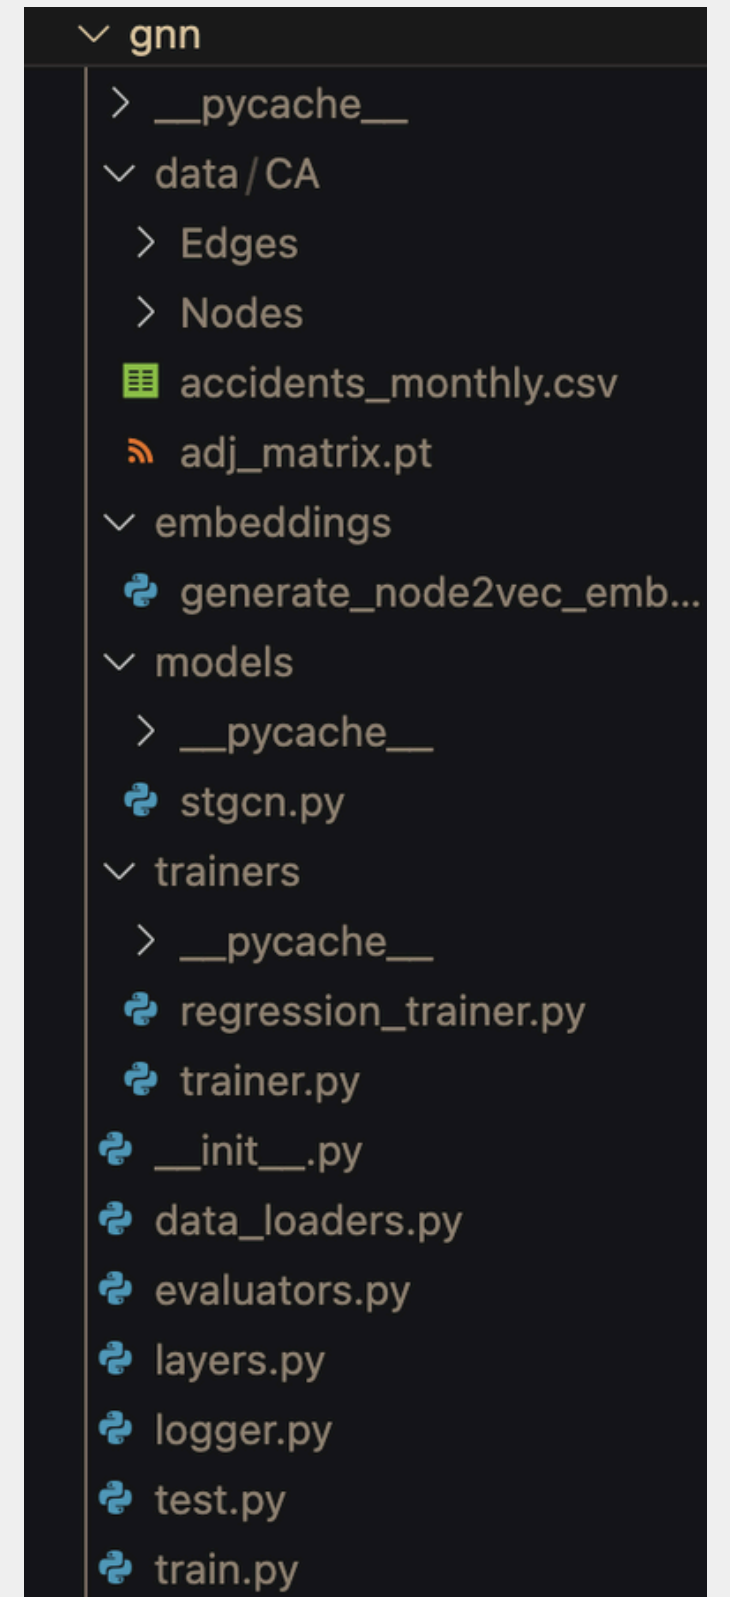 gnn
__pycache__
data/CA
Edges
Nodes
accidents_monthly.csv
adj_matrix.pt
embeddings
generate_node2vec_emb...
models
__pycache__
stgcn.py
trainers
__pycache__
regression_trainer.py
trainer.py
__init__.py
data_loaders.py
evaluators.py
layers.py
logger.py
test.py
train.py